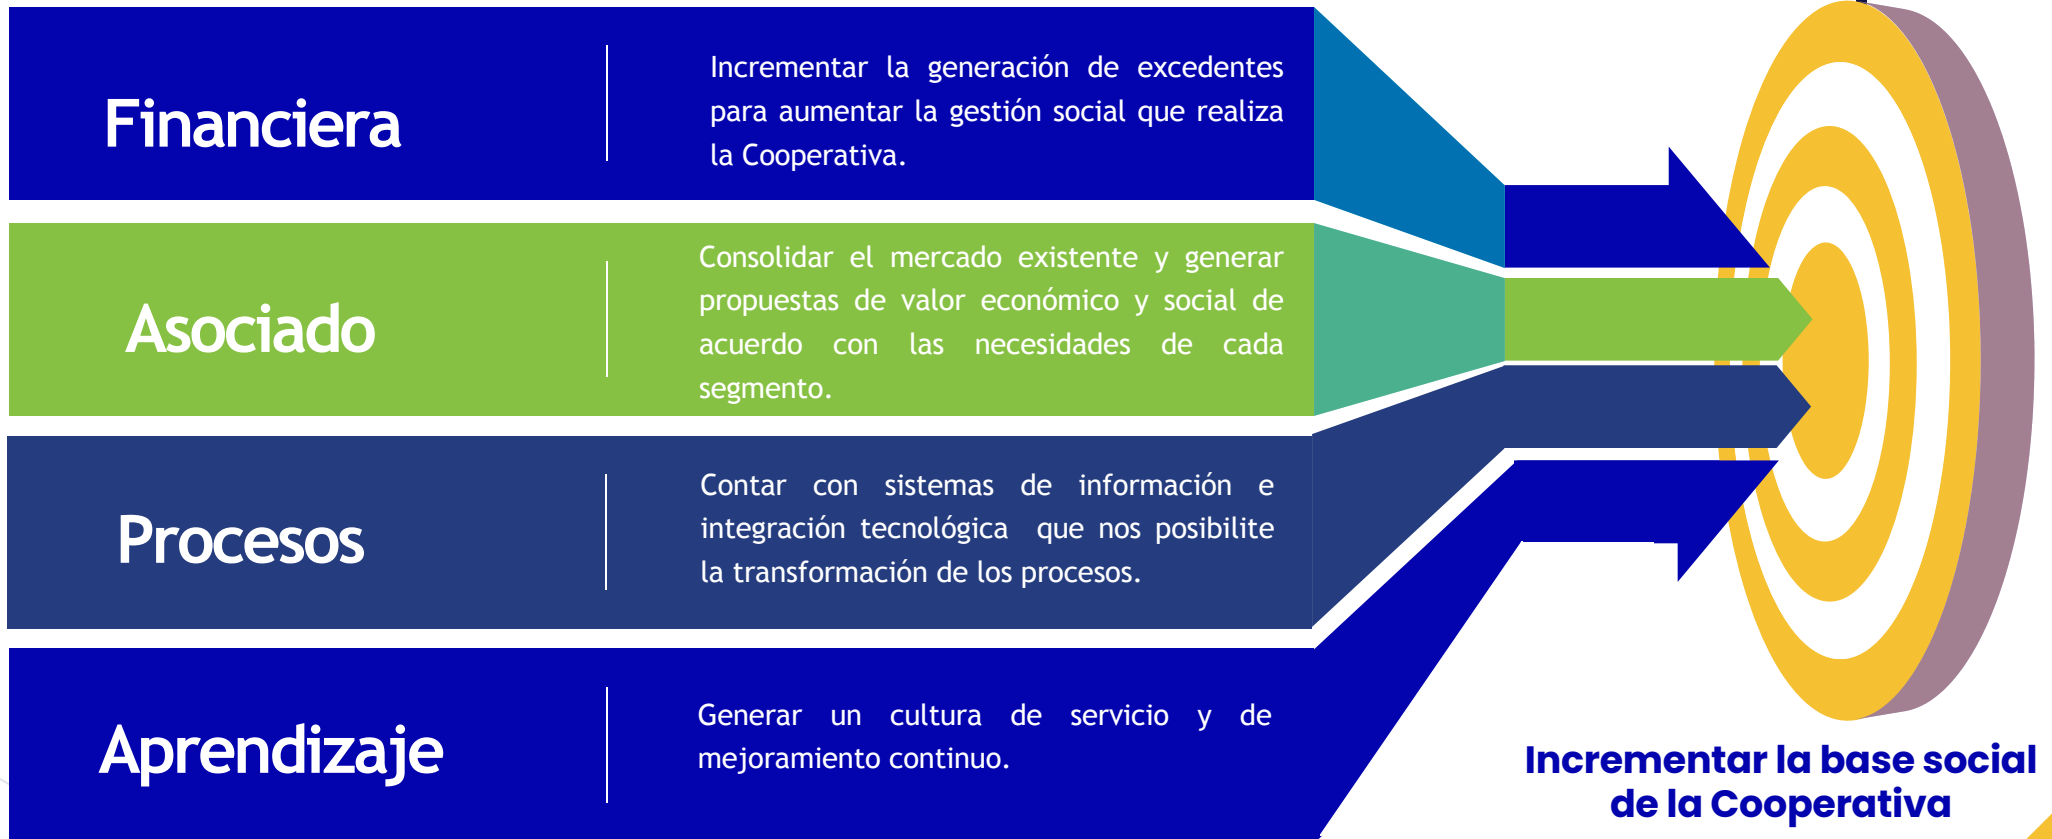 Financiera
Incrementar la generación de excedentes
para aumentar la gestión social que realiza
la Cooperativa.
Asociado
Consolidar el mercado existente y generar
propuestas de valor económico y social de
acuerdo con las necesidades de cada
segmento.
Procesos
Contar con sistemas de información e
integración tecnológica que nos posibilite
la transformación de los procesos.
Aprendizaje
Generar un cultura de servicio y de
mejoramiento continuo.
Incrementar la base social
de la Cooperativa